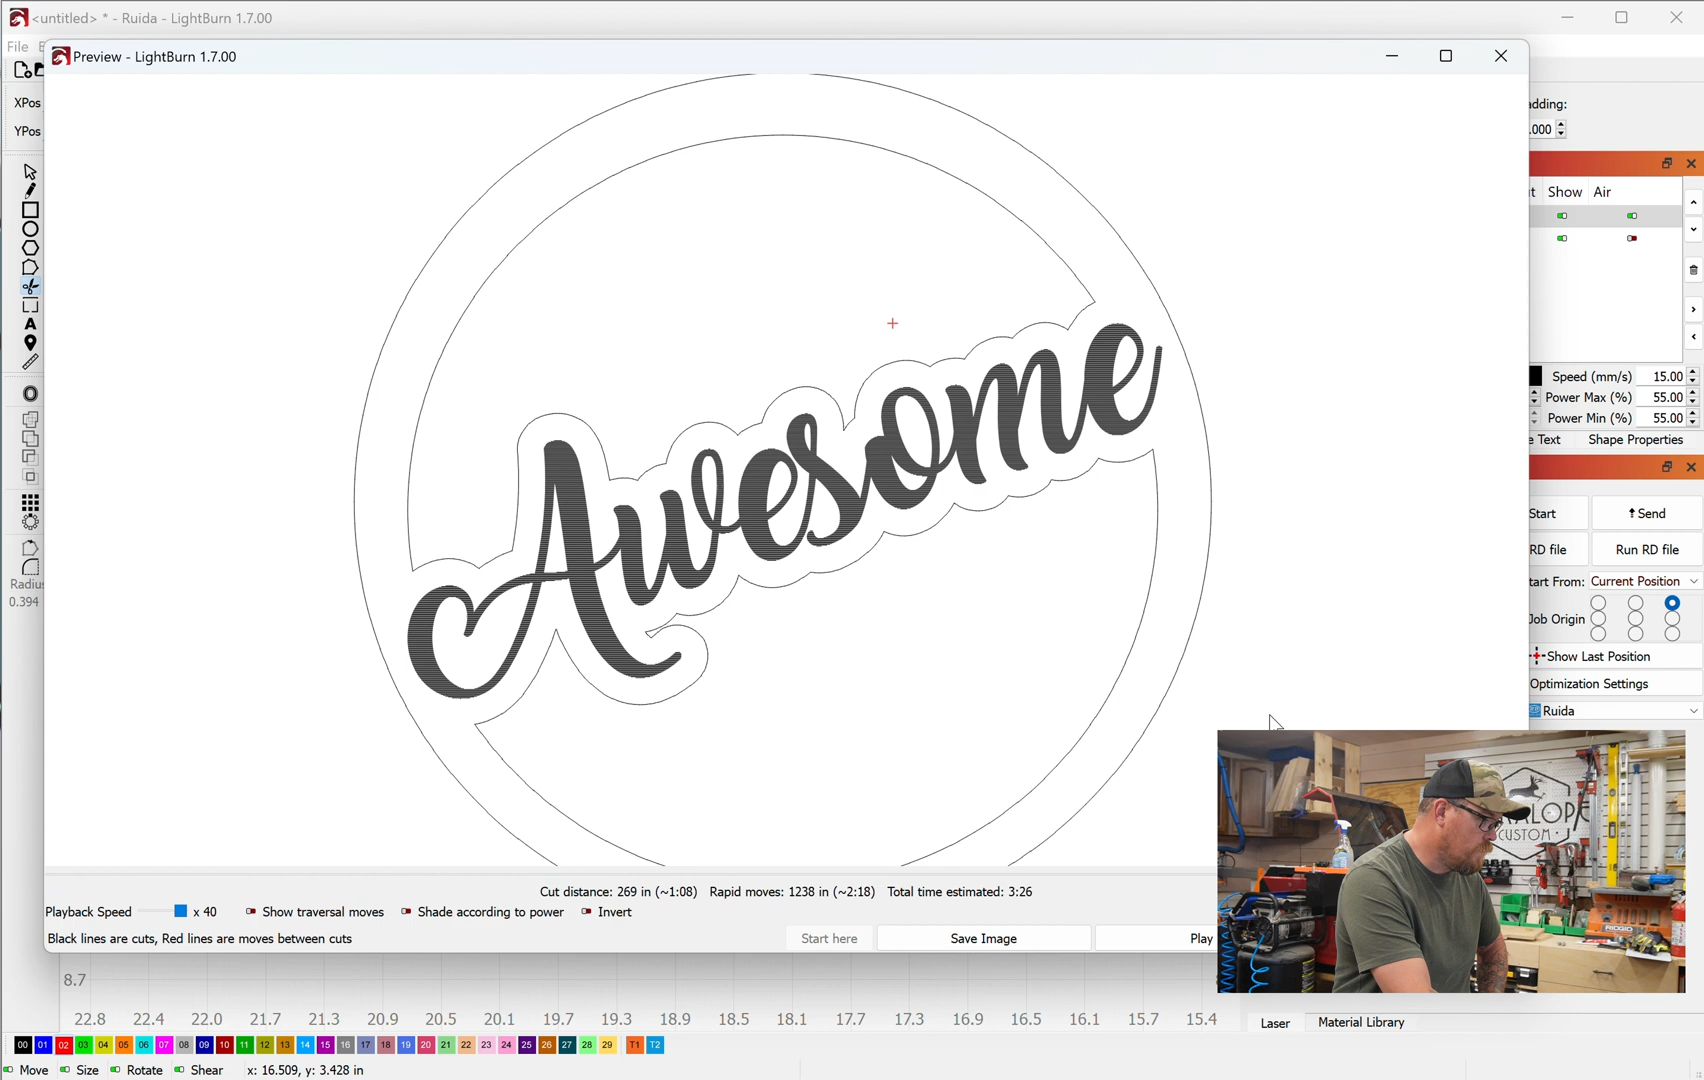 <untitled> * - Ruida - LightBurn 1.7.00
File
Preview - LightBurn 1.7.00
XPos
YPos
adding:
.000
Show Air
Speed (mm/s) 15.00
Power Max (%) 55.00
Power Min (%) 55.00
e Text Shape Properties
Awesome
Start Send
RD file Run RD file
Radiu
0.394
tart From: Current Position
Job Origin
Show Last Position
Optimization Settings
Ruida
CUSTOM
RIDGID
Cut distance: 269 in (~1:08) Rapid moves: 1238 in (~2:18) Total time estimated: 3:26
Playback Speed x 40 Show traversal moves Shade according to power Invert
Black lines are cuts, Red lines are moves between cuts
Start here Save Image Play
8.7
22.8 22.4 22.0 21.7 21.3 20.9 20.5 20.1 19.7 19.3 18.9 18.5 18.1 17.7 17.3 16.9 16.5 16.1 15.7 15.4
Laser Material Library
00 01 02 03 04 05 06 07 08 09 10 11 12 13 14 15 16 17 18 19 20 21 22 23 24 25 26 27 28 29 T1 T2
Move Size Rotate Shear x: 16.509, y: 3.428 in